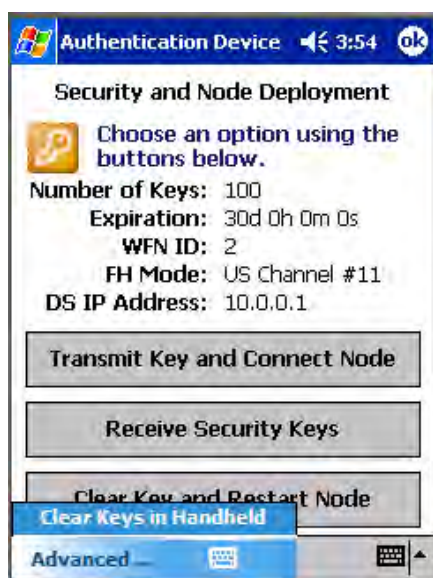 Authentication Device 3:54 ok
Security and Node Deployment
Choose an option using the
buttons below.
Number of Keys: 100
Expiration: 30d 0h 0m 0s
WFN ID: 2
FH Mode: US Channel #11
DS IP Address: 10.0.0.1
Transmit Key and Connect Node
Receive Security Keys
Clear Key and Restart Node
Clear Keys in Handheld
Advanced ...